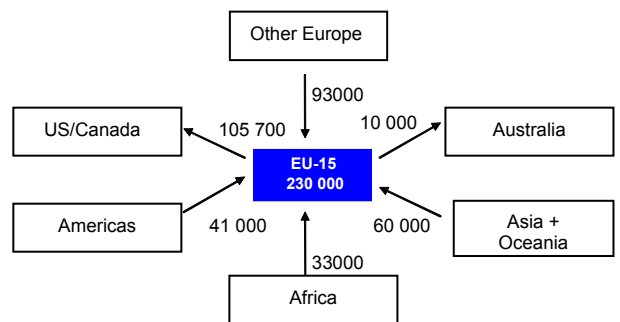 Other Europe
93000
US/Canada
105 700
10 000
Australia
EU-15
230 000
Americas
41 000
60 000
Asia +
Oceania
33000
Africa